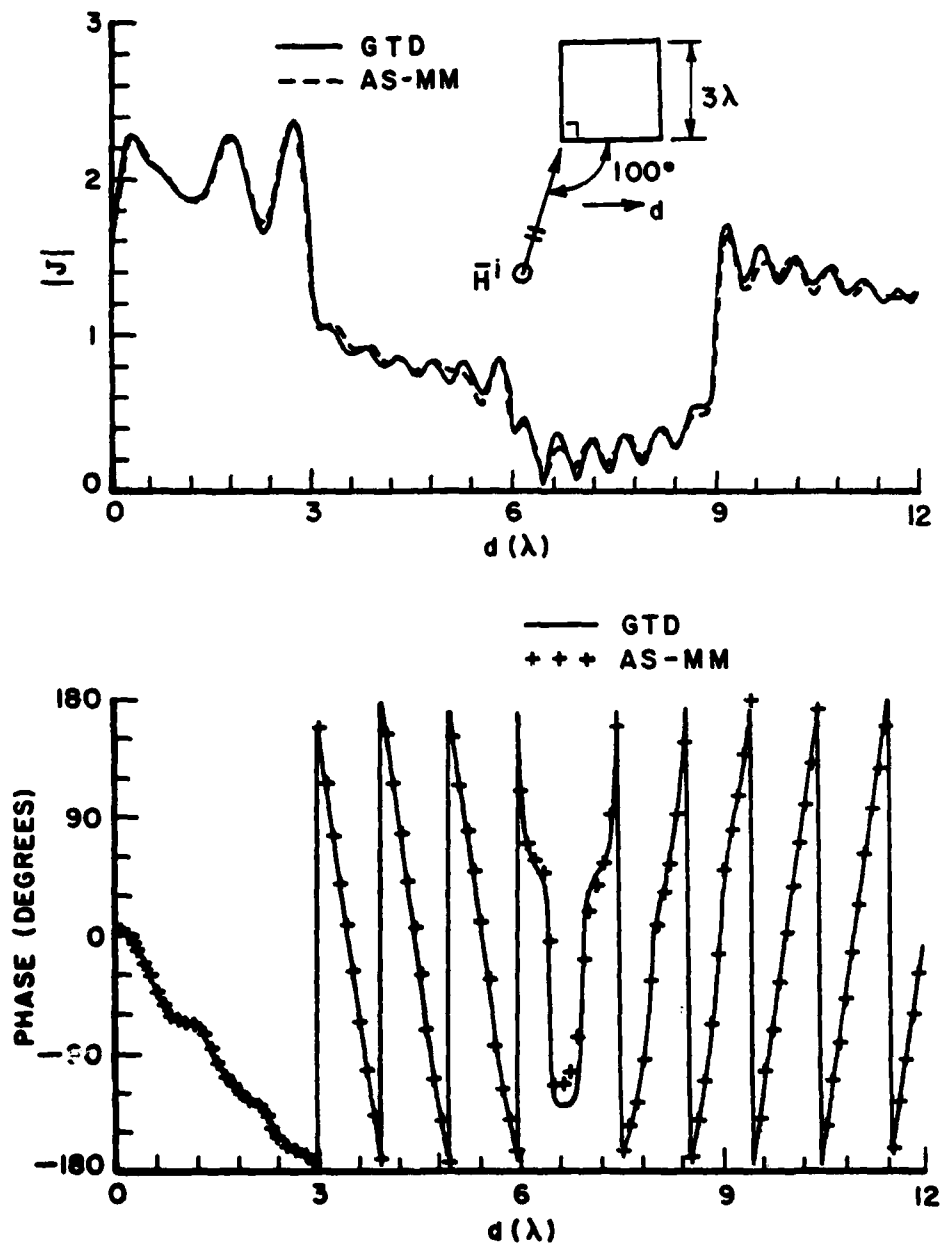 3
GTD
AS-MM
3λ
100°
d
H̅ⁱ
2
|J|
1
0
0 3 6 9 12
d(λ)
GTD
+ + + AS-MM
180
90
0
-180
PHASE (DEGREES)
0 3 6 9 12
d(λ)